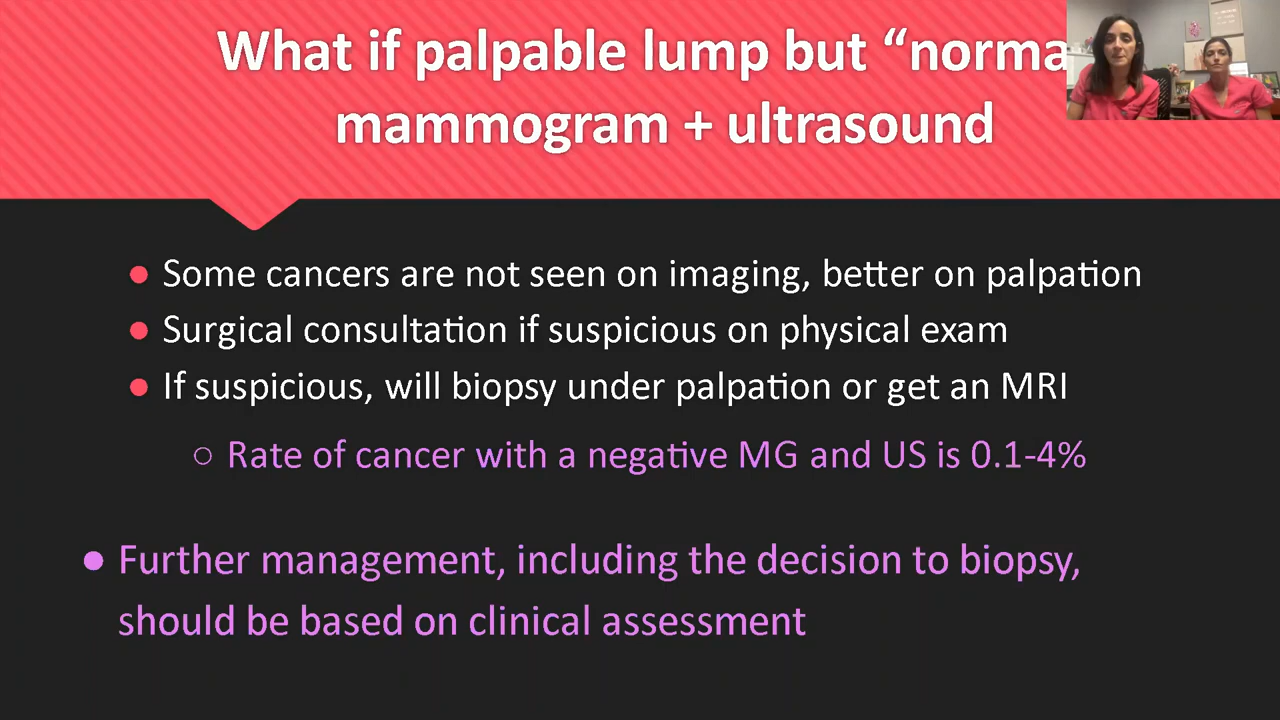 What if palpable lump but “norma
mammogram + ultrasound
● Some cancers are not seen on imaging, better on palpation
● Surgical consultation if suspicious on physical exam
● If suspicious, will biopsy under palpation or get an MRI
○ Rate of cancer with a negative MG and US is 0.1-4%
● Further management, including the decision to biopsy,
should be based on clinical assessment